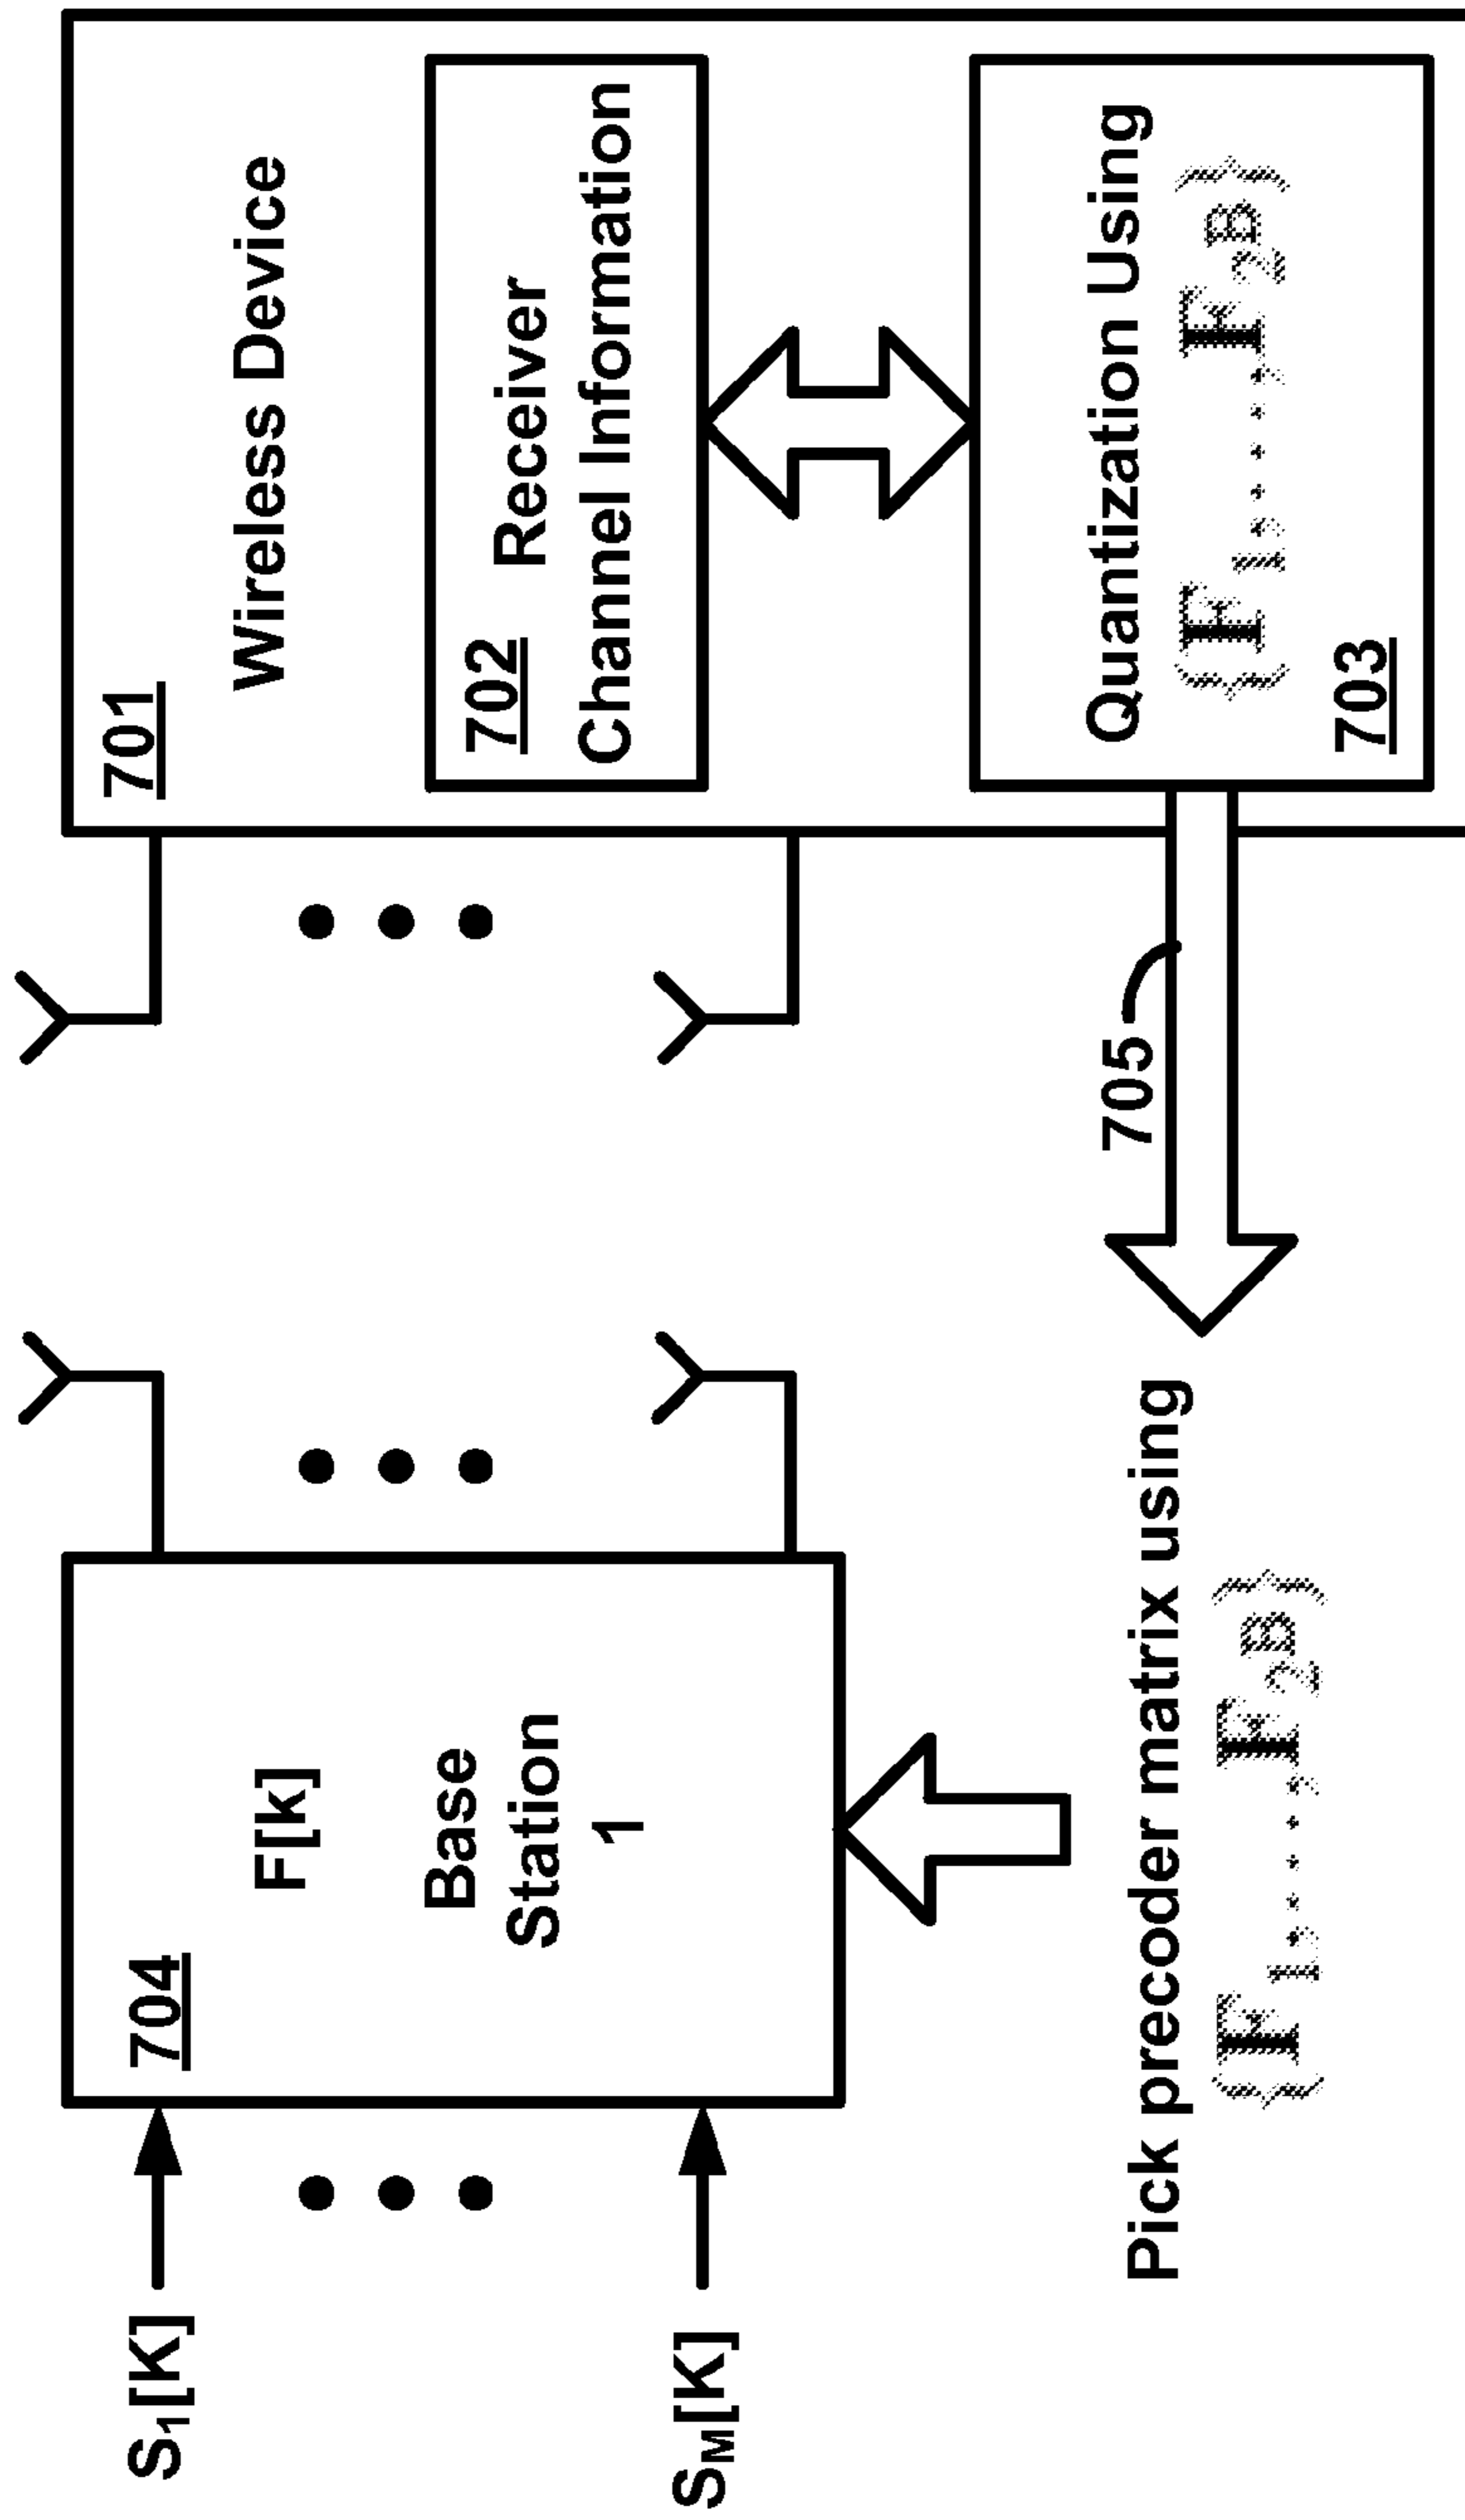 S1[K]
SM[K]
704
F[k]
Base
Station
1
Pick precoder matrix using
(F1,...,F2B)
705
701
Wireless Device
702
Receiver
Channel Information
Quantization Using
(F1,...,F2B)
703